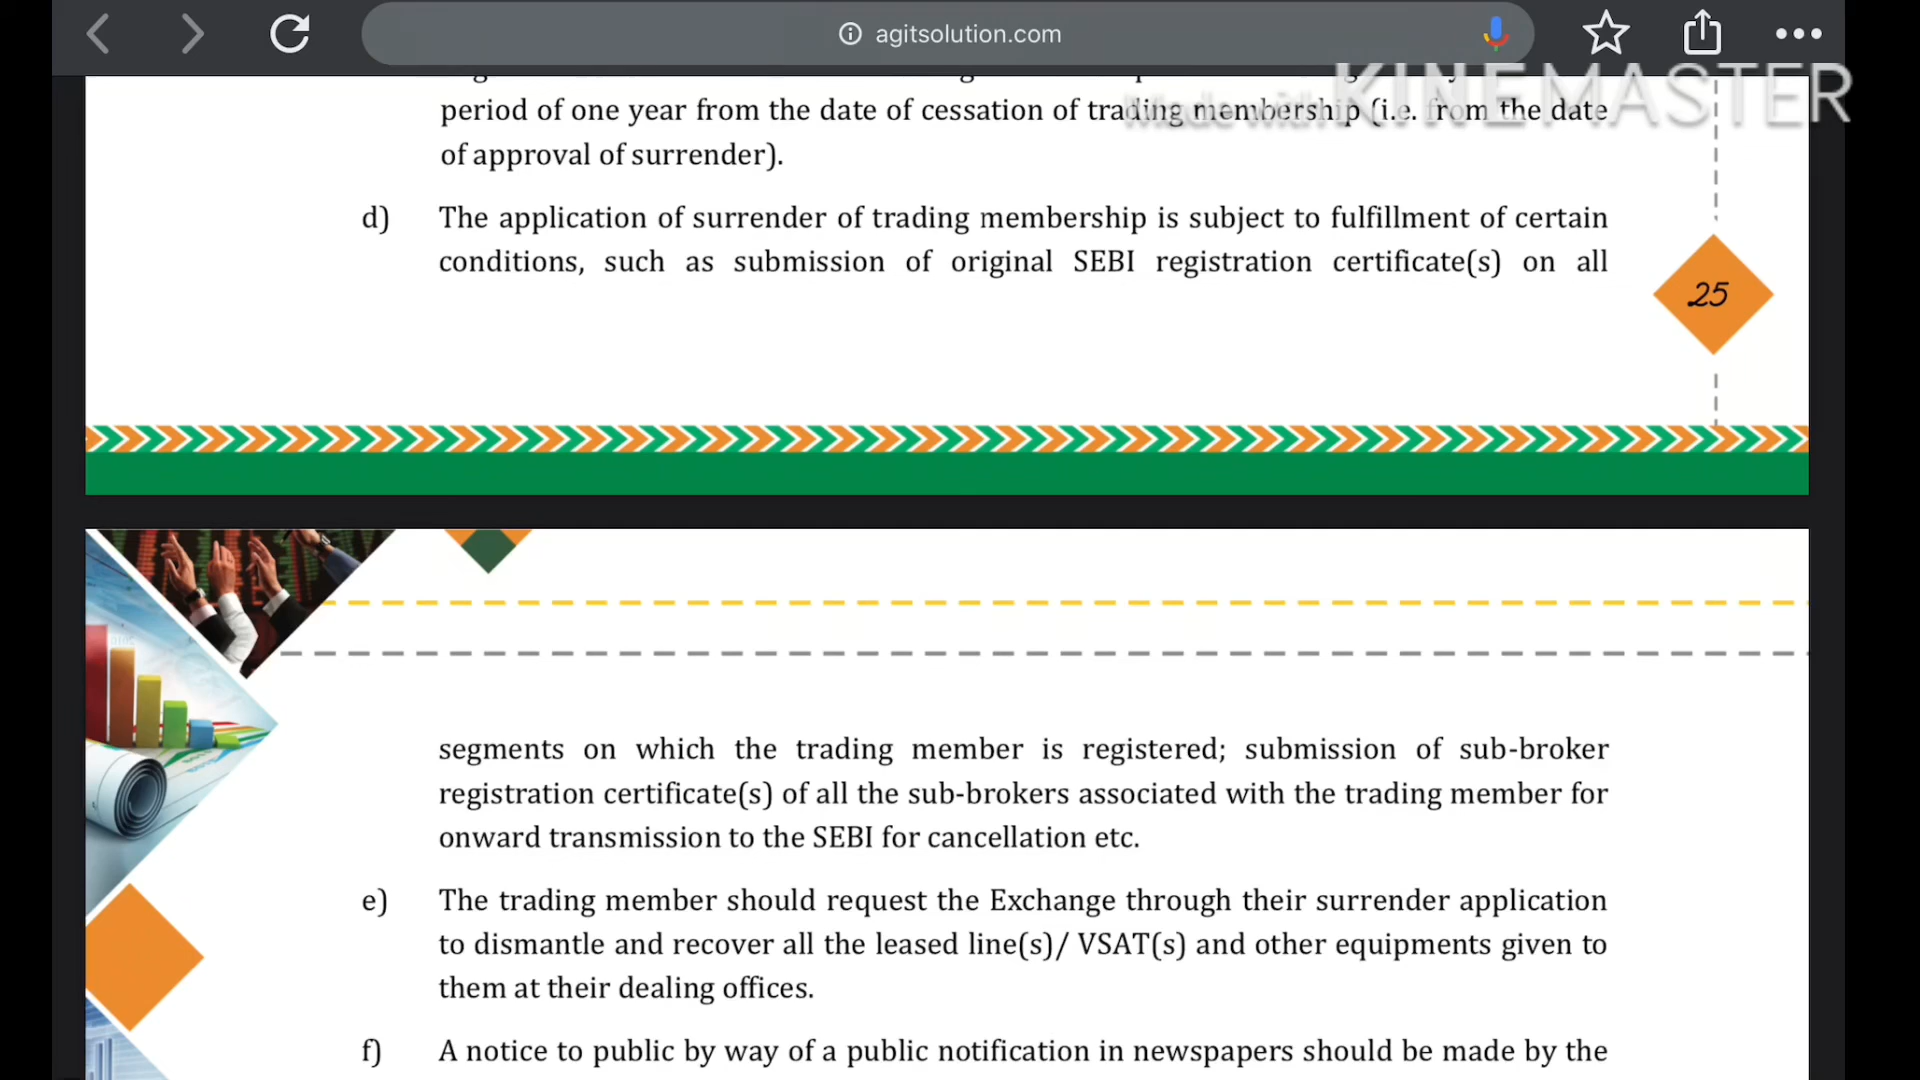 agitsolution.com
Made with KINEMASTER
period of one year from the date of cessation of trading membership (i.e. from the date
of approval of surrender).
d) The application of surrender of trading membership is subject to fulfillment of certain
conditions, such as submission of original SEBI registration certificate(s) on all
25
segments on which the trading member is registered; submission of sub-broker
registration certificate(s) of all the sub-brokers associated with the trading member for
onward transmission to the SEBI for cancellation etc.
e) The trading member should request the Exchange through their surrender application
to dismantle and recover all the leased line(s)/ VSAT(s) and other equipments given to
them at their dealing offices.
f) A notice to public by way of a public notification in newspapers should be made by the